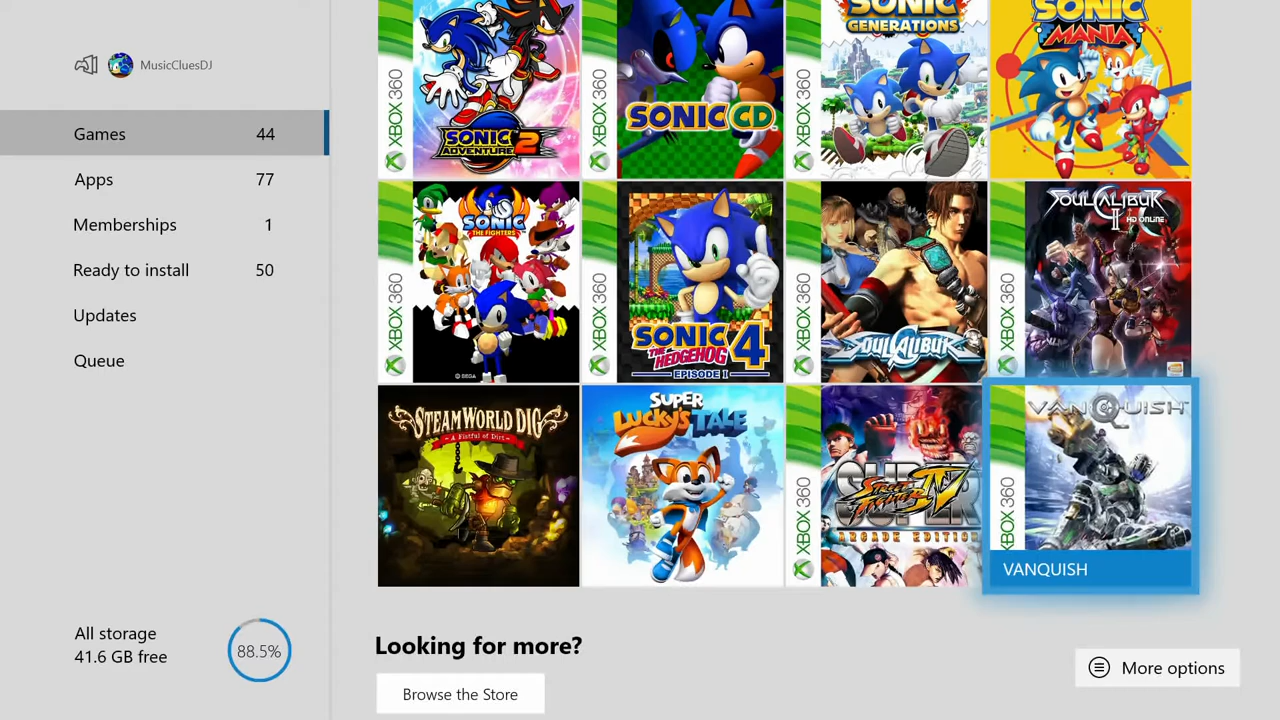 MusicCluesDJ
Games 44
Apps 77
Memberships 1
Ready to install 50
Updates
Queue
All storage
41.6 GB free
88.5%
XBOX 360
SONIC
ADVENTURE 2
XBOX 360
SONIC CD
XBOX 360
SONIC
GENERATIONS
SONIC
MANIA
XBOX 360
SONIC
THE FIGHTERS
© SEGA
XBOX 360
SONIC
THE HEDGEHOG 4
EPISODE I
XBOX 360
SOULCALIBUR
XBOX 360
SOULCALIBUR
II HD ONLINE
STEAMWORLD DIG
A Fistful of Dirt
SUPER
Lucky's TALE
XBOX 360
SUPER
STREET FIGHTER IV
ARCADE EDITION
XBOX 360
VANQUISH
VANQUISH
Looking for more?
Browse the Store
More options